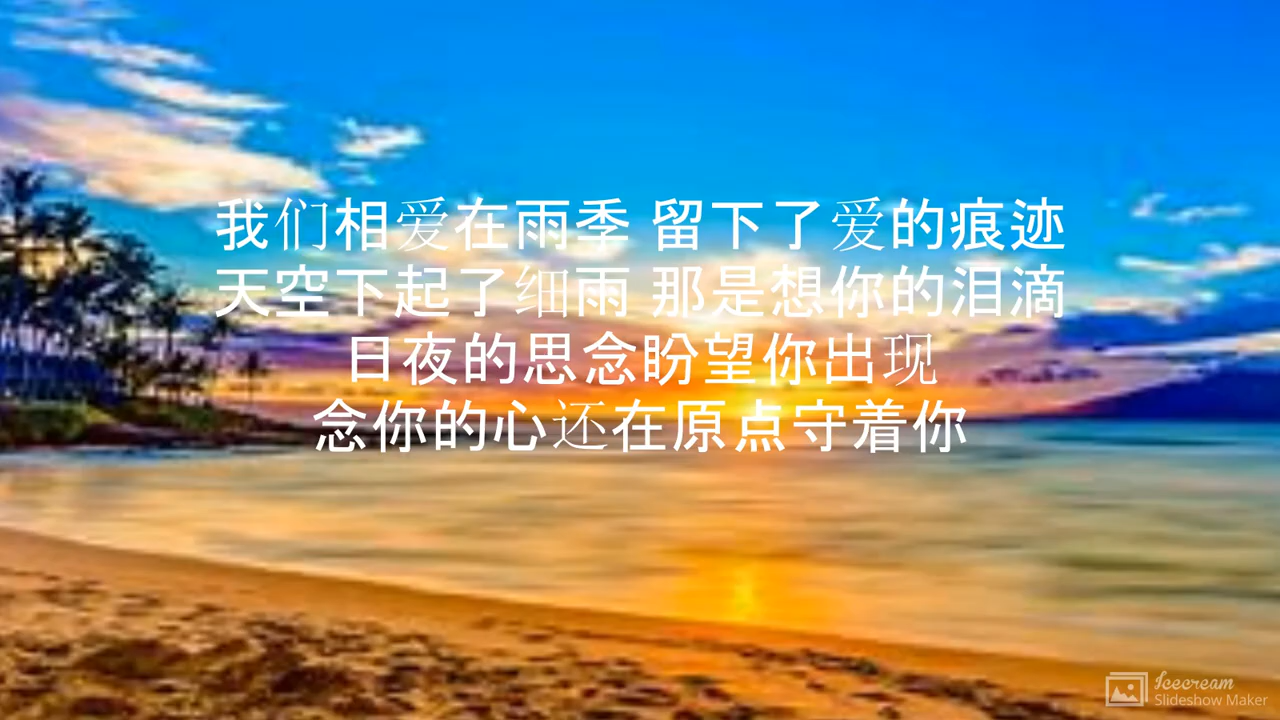 我们相爱在雨季 留下了爱的痕迹
天空下起了细雨 那是想你的泪滴
日夜的思念盼望你出现
念你的心还在原点守着你
Icecream
Slideshow Maker